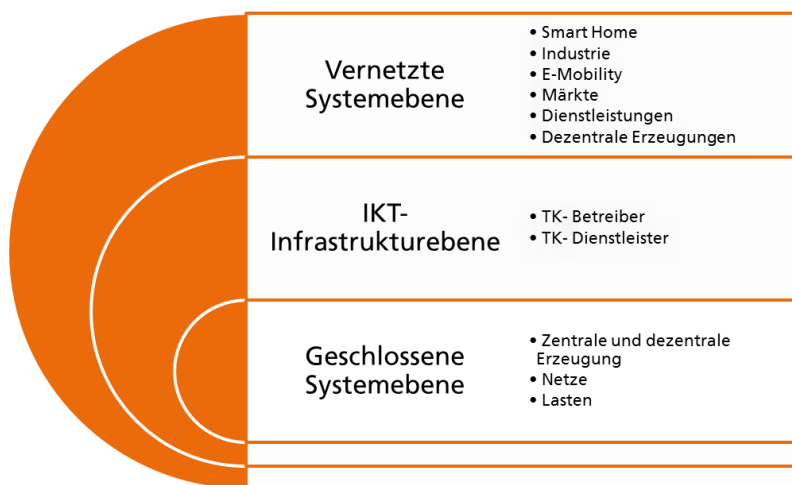 Vernetzte
Systemebene
• Smart Home
• Industrie
• E-Mobility
• Märkte
• Dienstleistungen
• Dezentrale Erzeugungen
IKT-
Infrastrukturebene
• TK- Betreiber
• TK- Dienstleister
Geschlossene
Systemebene
• Zentrale und dezentrale
Erzeugung
• Netze
• Lasten